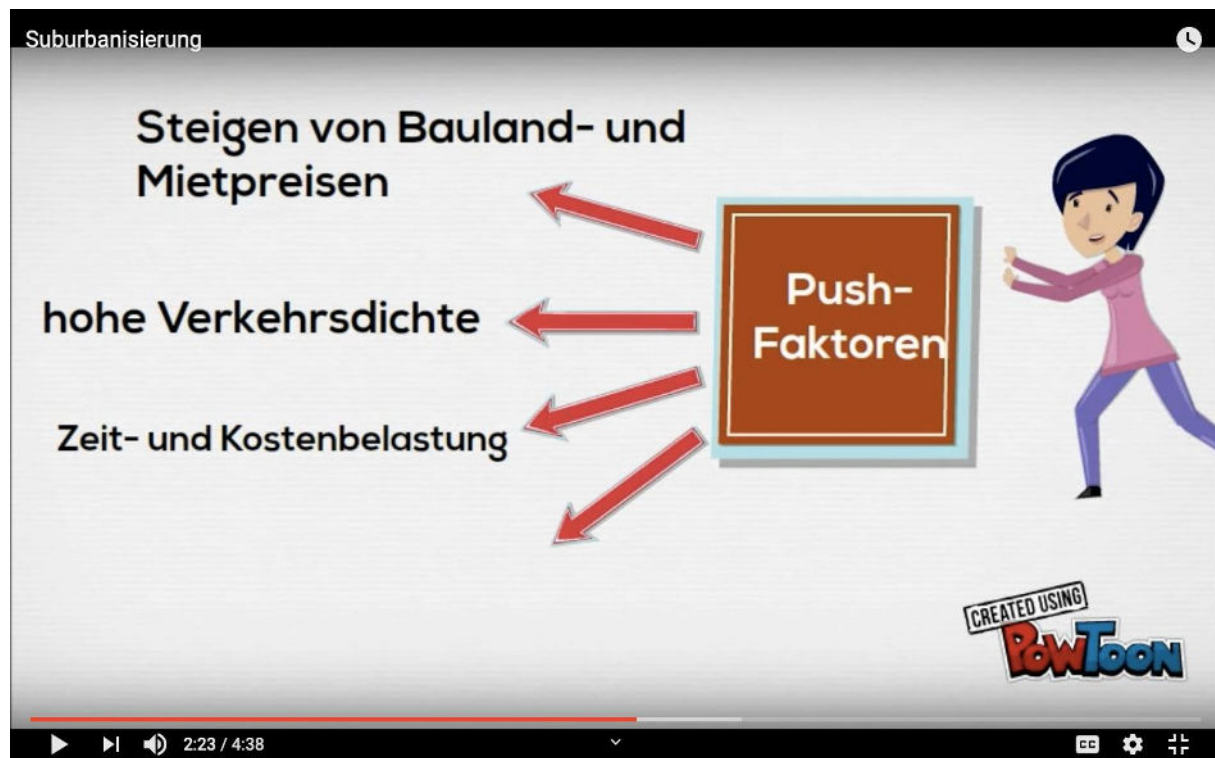 Suburbanisierung
Steigen von Bauland- und
Mietpreisen
hohe Verkehrsdichte
Zeit- und Kostenbelastung
Push-
Faktoren
CREATED USING
POWTOON
2:23 / 4:38
CC